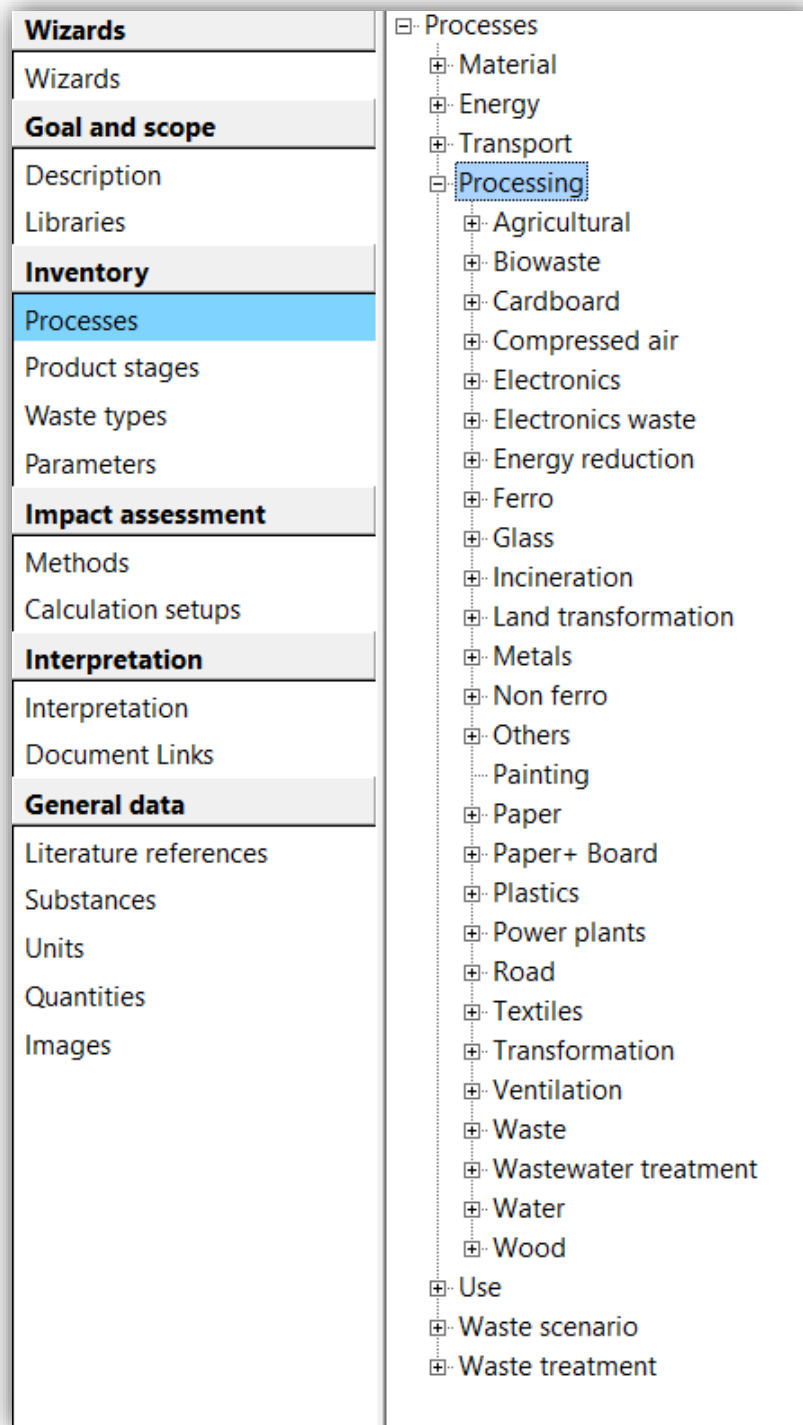 Wizards
Wizards
Goal and scope
Description
Libraries
Inventory
Processes
Product stages
Waste types
Parameters
Impact assessment
Methods
Calculation setups
Interpretation
Interpretation
Document Links
General data
Literature references
Substances
Units
Quantities
Images
Processes
Material
Energy
Transport
Processing
Agricultural
Biowaste
Cardboard
Compressed air
Electronics
Electronics waste
Energy reduction
Ferro
Glass
Incineration
Land transformation
Metals
Non ferro
Others
Painting
Paper
Paper+ Board
Plastics
Power plants
Road
Textiles
Transformation
Ventilation
Waste
Wastewater treatment
Water
Wood
Use
Waste scenario
Waste treatment